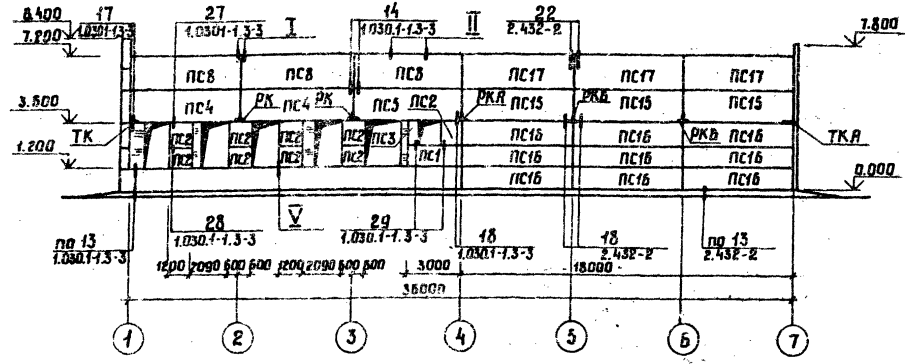 8.400 17 27 14 22
1.0301-1.3-3 1.0301-1.3-3 I 1.030.1-1.3-3 II 2.432-2 7.800
7.200
ПС8 ПС8 ПС8 ПС17 ПС17 ПС17
ПС4 РК ПС4 РК ПС5 ПС2 РКА ПС15 РКБ ПС15 ПС15
3.600
ТК ПС2 ПС2 ПС2 ПС2 ПС3 ПС16 ПС16 РКБ ПС16 ТКА
1.200 ПС2 ПС2 ПС2 ПС2 ПС1 ПС16 ПС16 ПС16
ПС16 ПС16 ПС16 0.000
по 13 28 V 29 18 18 по 13
1.030.1-1.3-3 1.030.1-1.3-3 1.030.1-1.3-3 1.030.1-1.3-3 2.432-2 2.432-2
1200 2090 600 600 1200 2090 600 600 3000 18000
36000
1 2 3 4 5 6 7